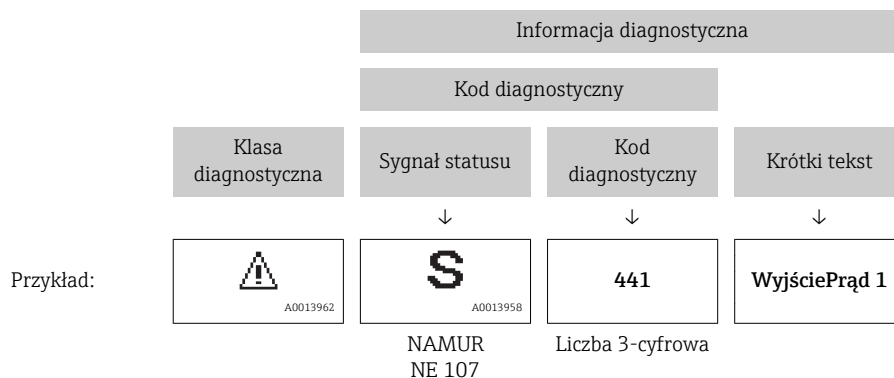 Informacja diagnostyczna
Kod diagnostyczny
Klasa
diagnostyczna
Sygnał statusu
Kod
diagnostyczny
Krótki tekst
↓ ↓ ↓
Przykład:
⚠
A0013962
S
A0013958
441
WyjściePrąd 1
NAMUR
NE 107
Liczba 3-cyfrowa